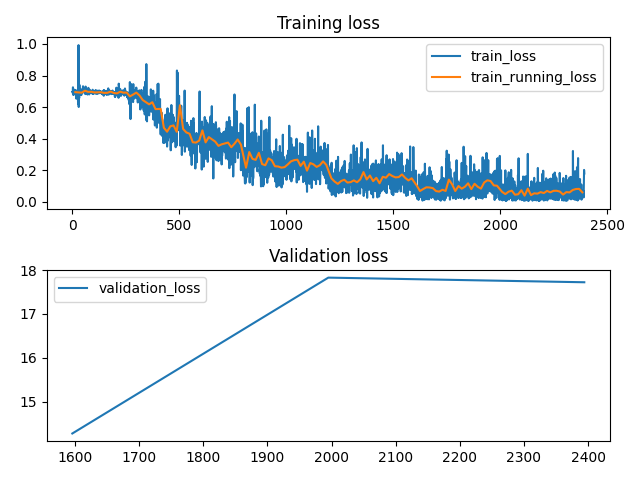 Training loss
1.0
0.8
0.6
0.4
0.2
0.0
train_loss
train_running_loss
0 500 1000 1500 2000 2500
Validation loss
18
17
16
15
validation_loss
1600 1700 1800 1900 2000 2100 2200 2300 2400